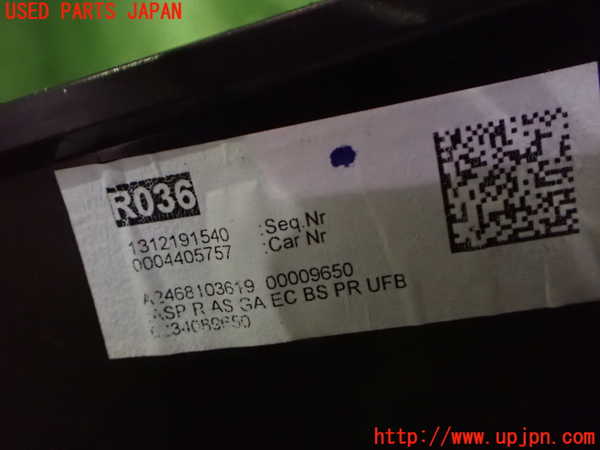 USED PARTS JAPAN
R036
1312191540 :Seq.Nr
0004405757 :Car Nr
A2468103619 00009650
ASP R AS GA EC BS PR UFB
http://www.upjpn.com/